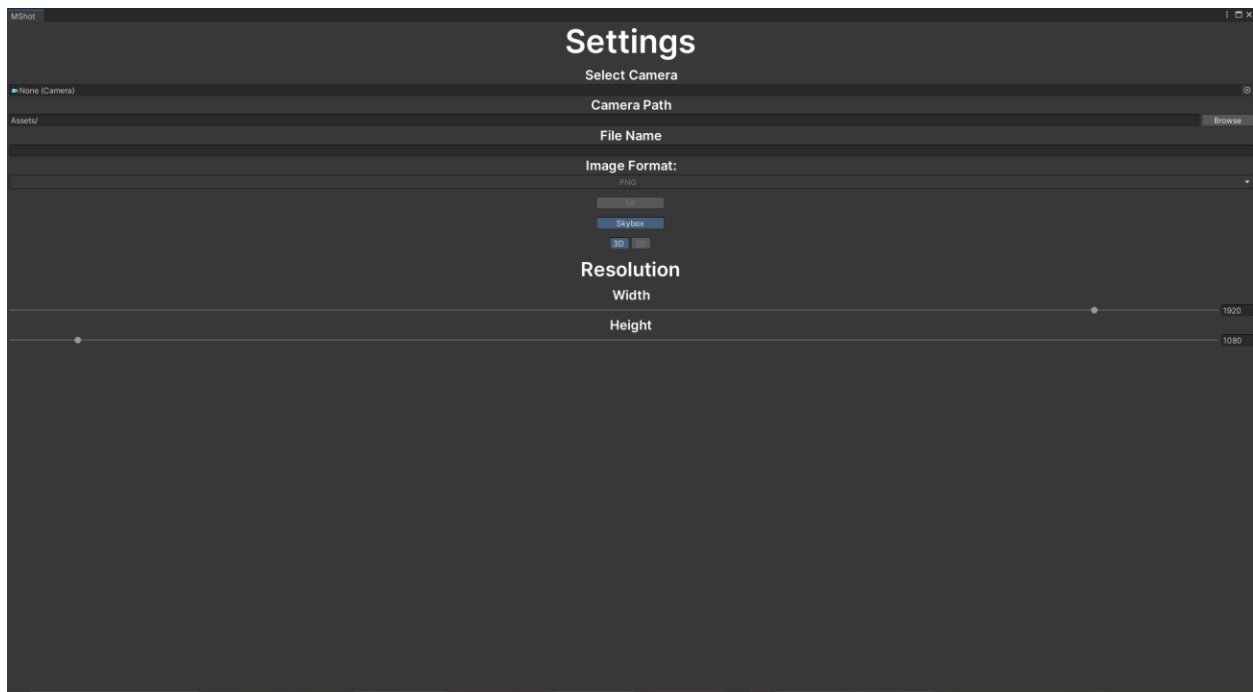 MShot
Settings
Select Camera
None (Camera)
Camera Path
Assets/ Browse
File Name
Image Format:
PNG
UI
Skybox
3D 2D
Resolution
Width
1920
Height
1080